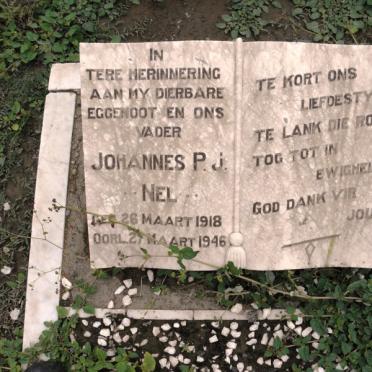 IN
TERE HERINNERING
AAN MY DIERBARE
EGGENOOT EN ONS
VADER
JOHANNES P. J.
NEL
GEB. 26 MAART 1918
OORL. 27 MAART 1946
TE KORT ONS
LIEFDESTY
TE LANK DIE RO
TOG TOT IN
EWIGHEI
GOD DANK VIR
JOU